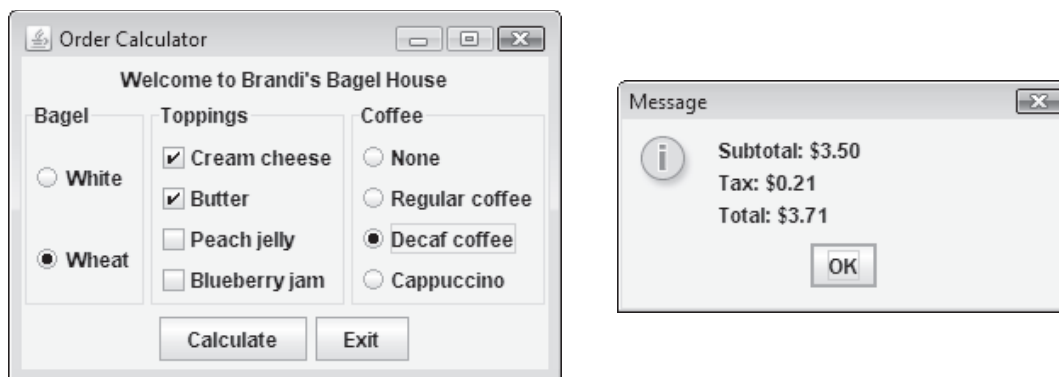 Order Calculator
Welcome to Brandi's Bagel House
Bagel
White
Wheat
Toppings
Cream cheese
Butter
Peach jelly
Blueberry jam
Coffee
None
Regular coffee
Decaf coffee
Cappuccino
Calculate
Exit
Message
Subtotal: $3.50
Tax: $0.21
Total: $3.71
OK